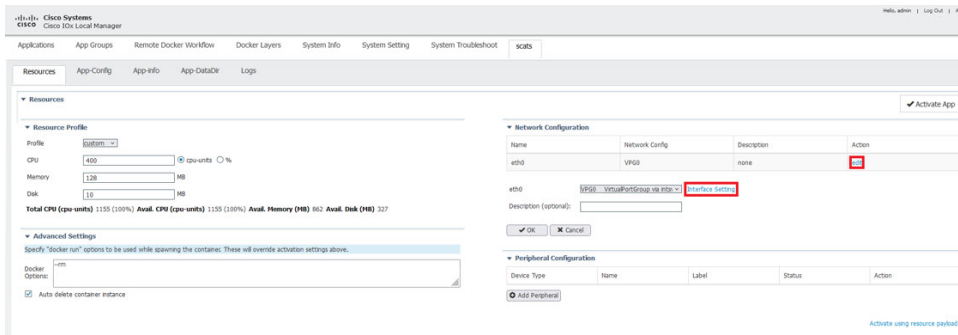 Hello, admin | Log Out |
Cisco Systems
CISCO Cisco IOx Local Manager
Applications App Groups Remote Docker Workflow Docker Layers System Info System Setting System Troubleshoot scats
Resources App-Config App-info App-DataDir Logs
▼ Resources
✔ Activate App
▼ Resource Profile
Profile custom
CPU 400 cpu-units %
Memory 128 MB
Disk 10 MB
Total CPU (cpu-units) 1155 (100%) Avail. CPU (cpu-units) 1155 (100%) Avail. Memory (MB) 862 Avail. Disk (MB) 327
▼ Advanced Settings
Specify "docker run" options to be used while spawning the container. These will override activation settings above.
Docker Options: --rm
Auto delete container instance
▼ Network Configuration
Name Network Config Description Action
eth0 VPG0 none edit
eth0 VPG0 VirtualPortGroup via Interface Setting
Description (optional):
✔ OK ✖ Cancel
▼ Peripheral Configuration
Device Type Name Label Status Action
Add Peripheral
Activate using resource payload